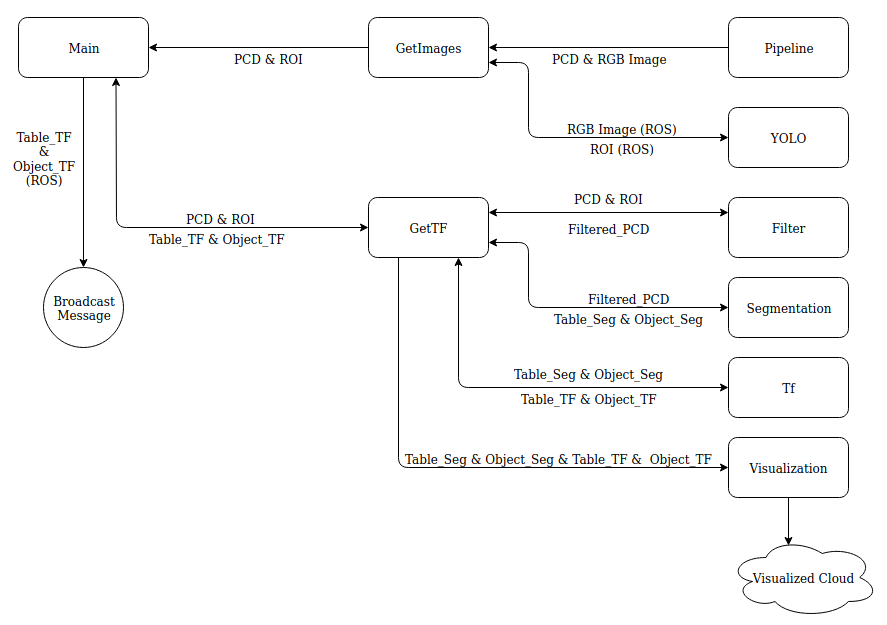 Main
GetImages
Pipeline
PCD & ROI
PCD & RGB Image
RGB Image (ROS)
ROI (ROS)
YOLO
Table_TF
&
Object_TF
(ROS)
PCD & ROI
Table_TF & Object_TF
GetTF
PCD & ROI
Filtered_PCD
Filter
Filtered_PCD
Table_Seg & Object_Seg
Segmentation
Broadcast
Message
Table_Seg & Object_Seg
Table_TF & Object_TF
Tf
Table_Seg & Object_Seg & Table_TF & Object_TF
Visualization
Visualized Cloud